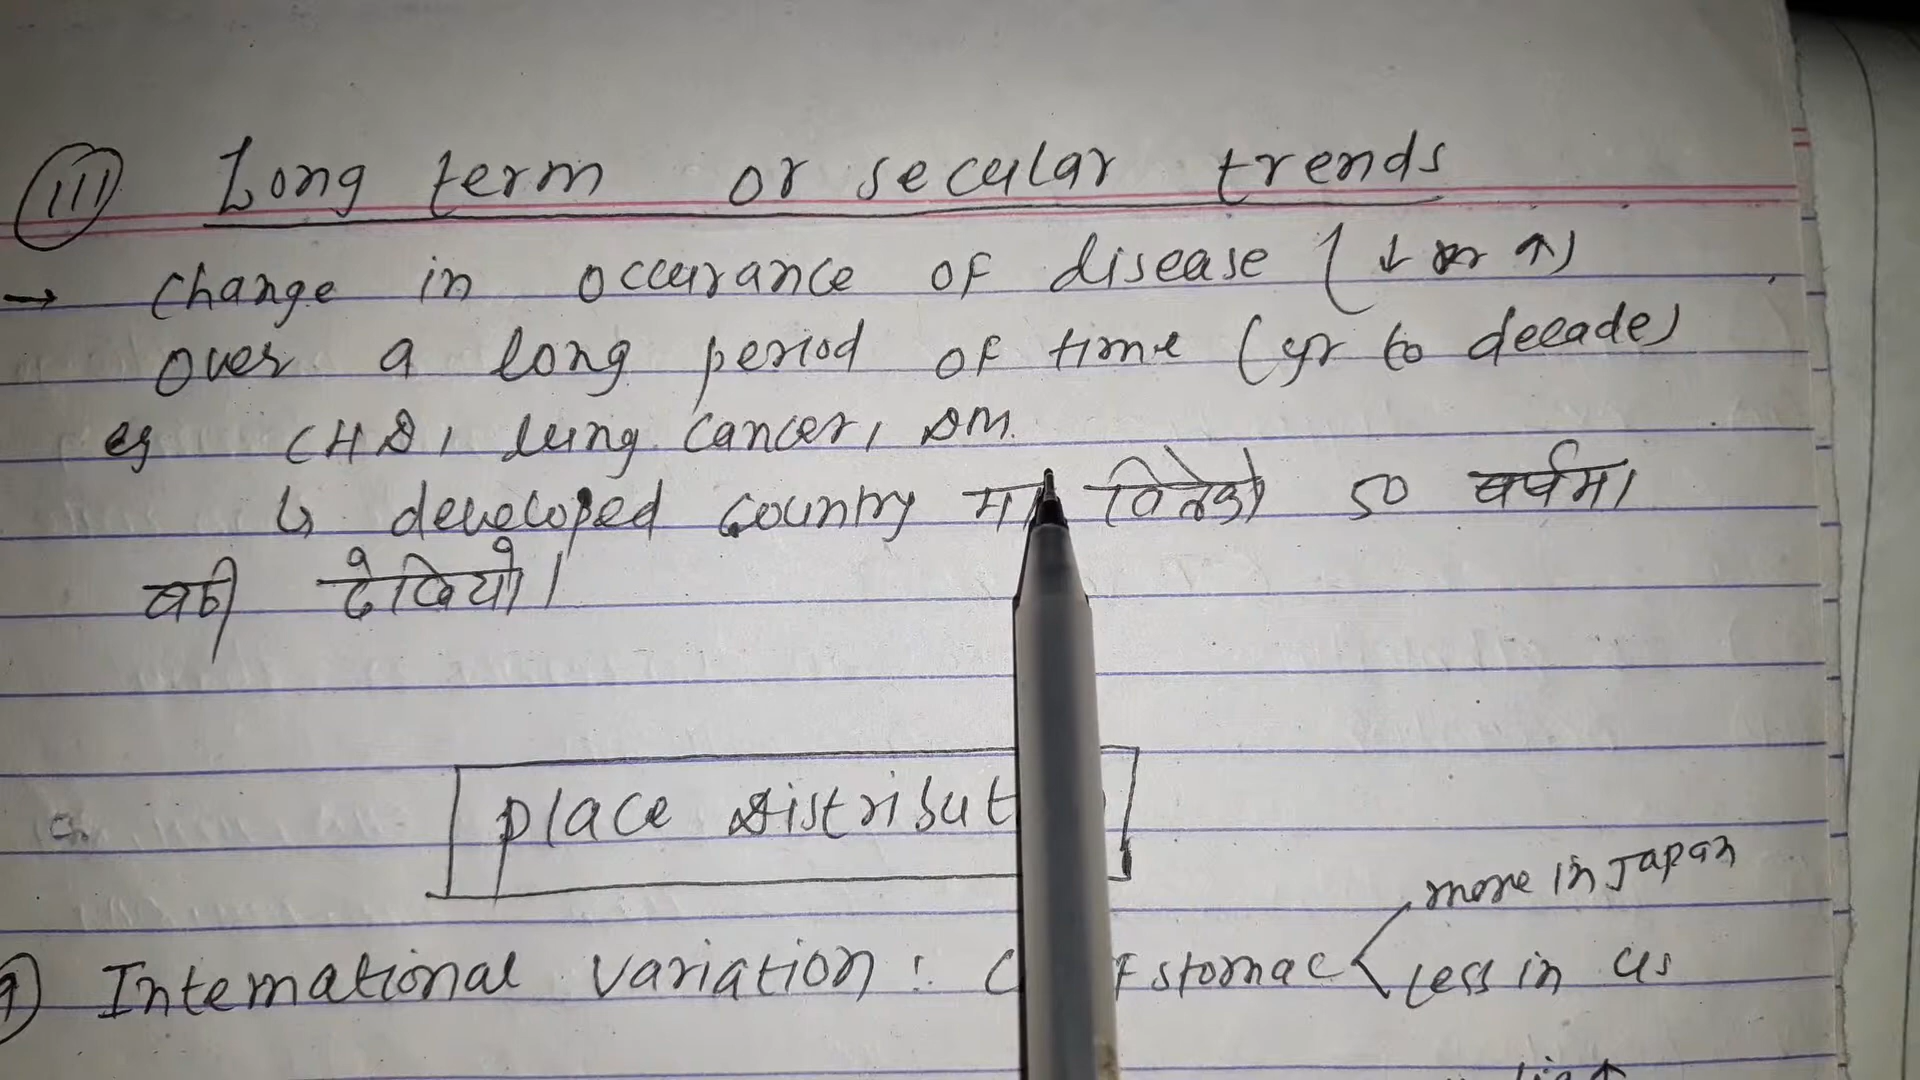 (III) Long term or secular trends
→ Change in occurance of disease (↓ or ↑)
over a long period of time (yr to decade)
eg CHD, lung cancer, DM.
↳ developed country मा बितेको 50 वर्षमा
बढी देखियो।
Place Distribut
International variation : C F stomac < more in Japan
less in US